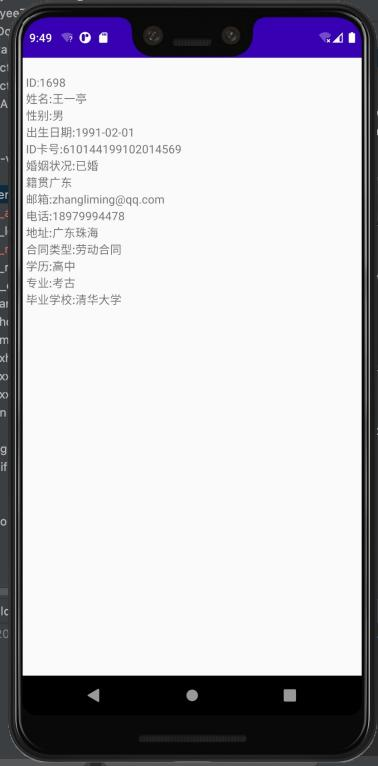 9:49
ID:1698
姓名:王一亭
性别:男
出生日期:1991-02-01
ID卡号:610144199102014569
婚姻状况:已婚
籍贯广东
邮箱:zhangliming@qq.com
电话:18979994478
地址:广东珠海
合同类型:劳动合同
学历:高中
专业:考古
毕业学校:清华大学